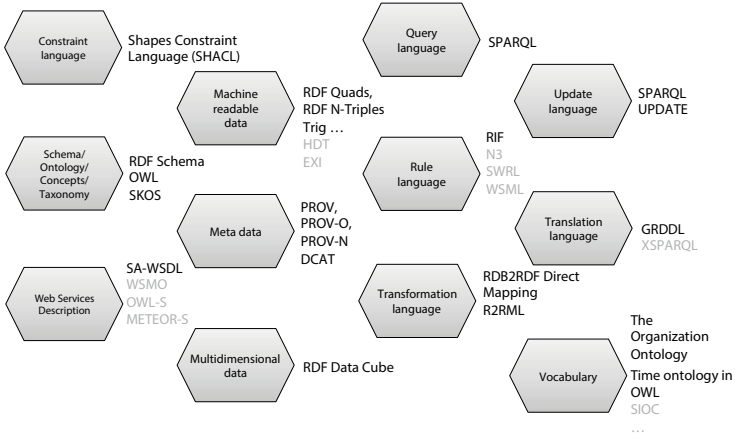 Constraint
language
Shapes Constraint
Language (SHACL)
Query
language
SPARQL
Machine
readable
data
RDF Quads,
RDF N-Triples
Trig ...
HDT
EXI
Update
language
SPARQL
UPDATE
Schema/
Ontology/
Concepts/
Taxonomy
RDF Schema
OWL
SKOS
Rule
language
RIF
N3
SWRL
WSML
Meta data
PROV,
PROV-O,
PROV-N
DCAT
Translation
language
GRDDL
XSPARQL
Web Services
Description
SA-WSDL
WSMO
OWL-S
METEOR-S
Transformation
language
RDB2RDF Direct
Mapping
R2RML
Multidimensional
data
RDF Data Cube
Vocabulary
The
Organization
Ontology
Time ontology in
OWL
SIOC
...